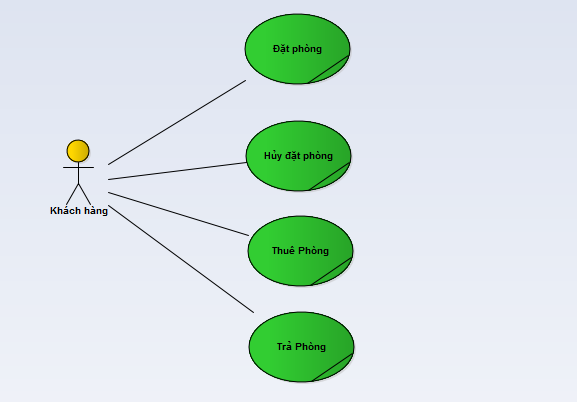 Đặt phòng
Hủy đặt phòng
Khách hàng
Thuê Phòng
Trả Phòng